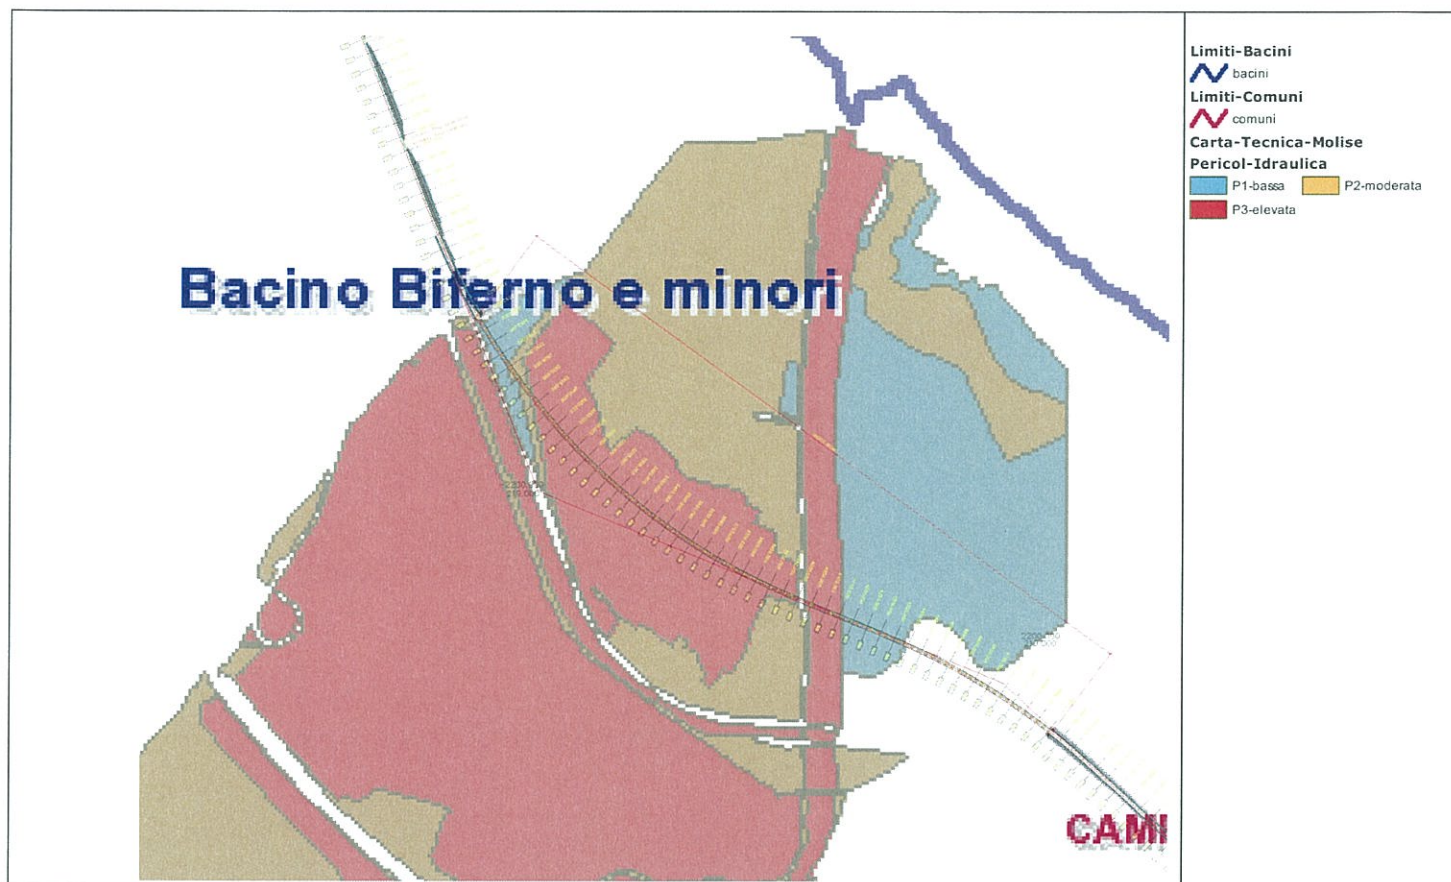 Bacino Biferno e minori
CAMI
Limiti-Bacini
bacini
Limiti-Comuni
comuni
Carta-Tecnica-Molise
Pericol-Idraulica
P1-bassa P2-moderata
P3-elevata